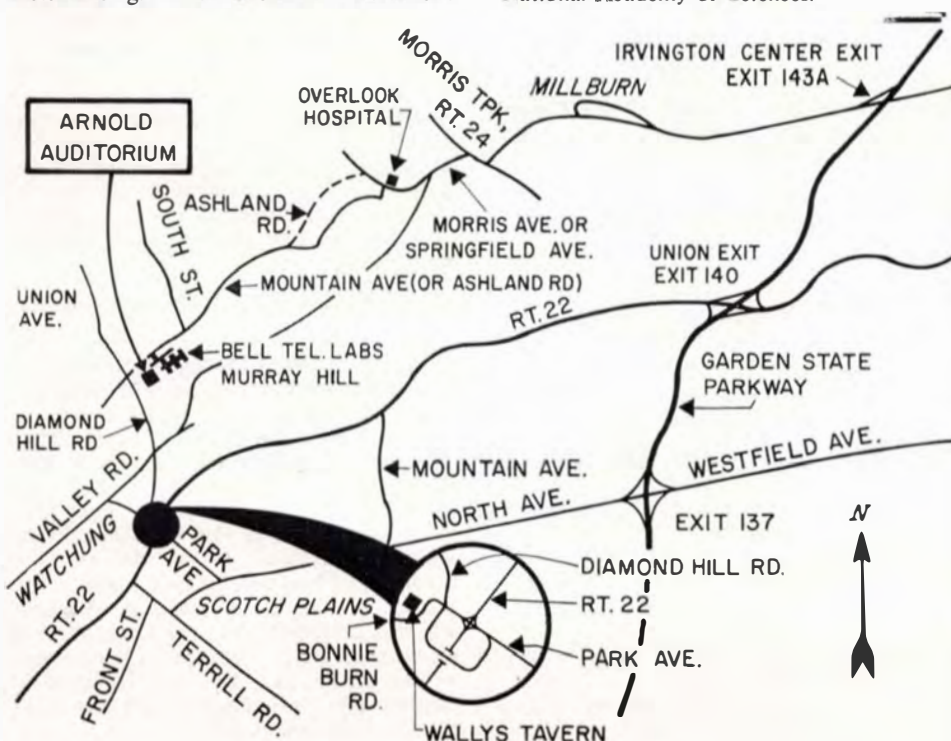 National Academy of Sciences.
IRVINGTON CENTER EXIT
EXIT 143A
MORRIS TPK,
RT. 24
MILLBURN
OVERLOOK
HOSPITAL
ARNOLD
AUDITORIUM
SOUTH ST.
ASHLAND
RD.
MORRIS AVE. OR
SPRINGFIELD AVE.
UNION EXIT
EXIT 140
UNION
AVE.
MOUNTAIN AVE (OR ASHLAND RD)
RT. 22
BELL TEL. LABS
MURRAY HILL
GARDEN STATE
PARKWAY
DIAMOND
HILL RD
MOUNTAIN AVE.
WESTFIELD AVE.
NORTH AVE.
VALLEY RD.
WATCHUNG
PARK
AVE
EXIT 137
N
DIAMOND HILL RD.
SCOTCH PLAINS
RT. 22
RT. 22
FRONT ST.
TERRILL RD.
BONNIE
BURN
RD.
PARK AVE.
WALLYS TAVERN